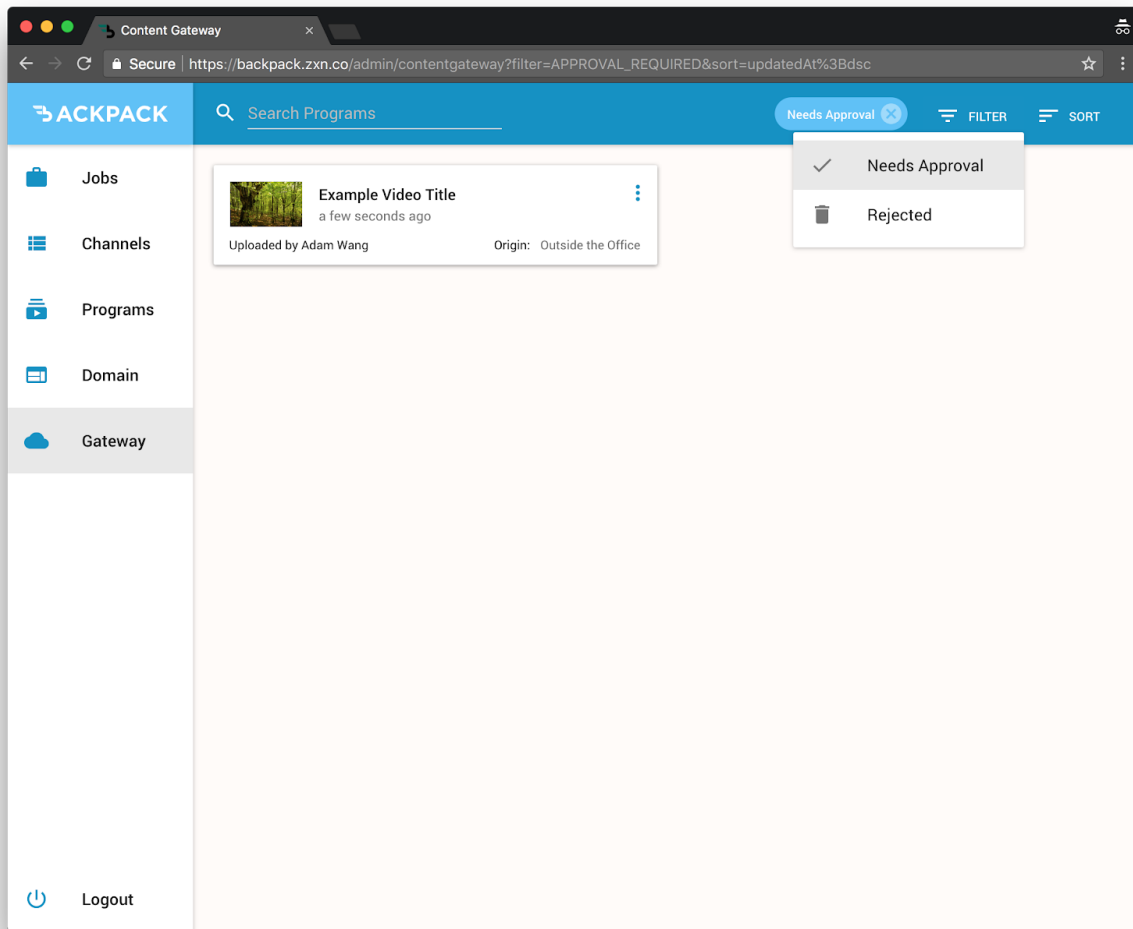 Content Gateway
Secure https://backpack.zxn.co/admin/contentgateway?filter=APPROVAL_REQUIRED&sort=updatedAt%3Bdsc
BACKPACK
Search Programs
Needs Approval
FILTER
SORT
Needs Approval
Rejected
Jobs
Channels
Programs
Domain
Gateway
Logout
Example Video Title
a few seconds ago
Uploaded by Adam Wang
Origin: Outside the Office